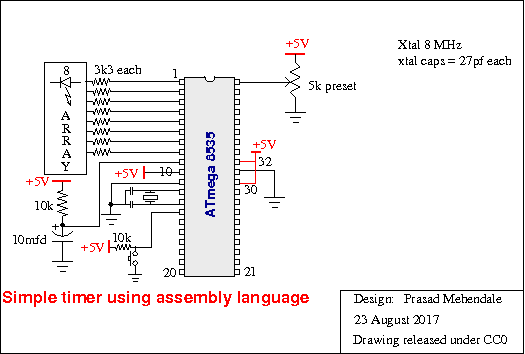 +5V
Xtal 8 MHz
xtal caps = 27pf each
8
3k3 each
1
5k preset
ARRAY
ATmega 8535
+5V
10
+5V
32
30
+5V
10k
+
10mfd
+5V
10k
20
21
Simple timer using assembly language
Design: Prasad Mehendale
23 August 2017
Drawing released under CC0